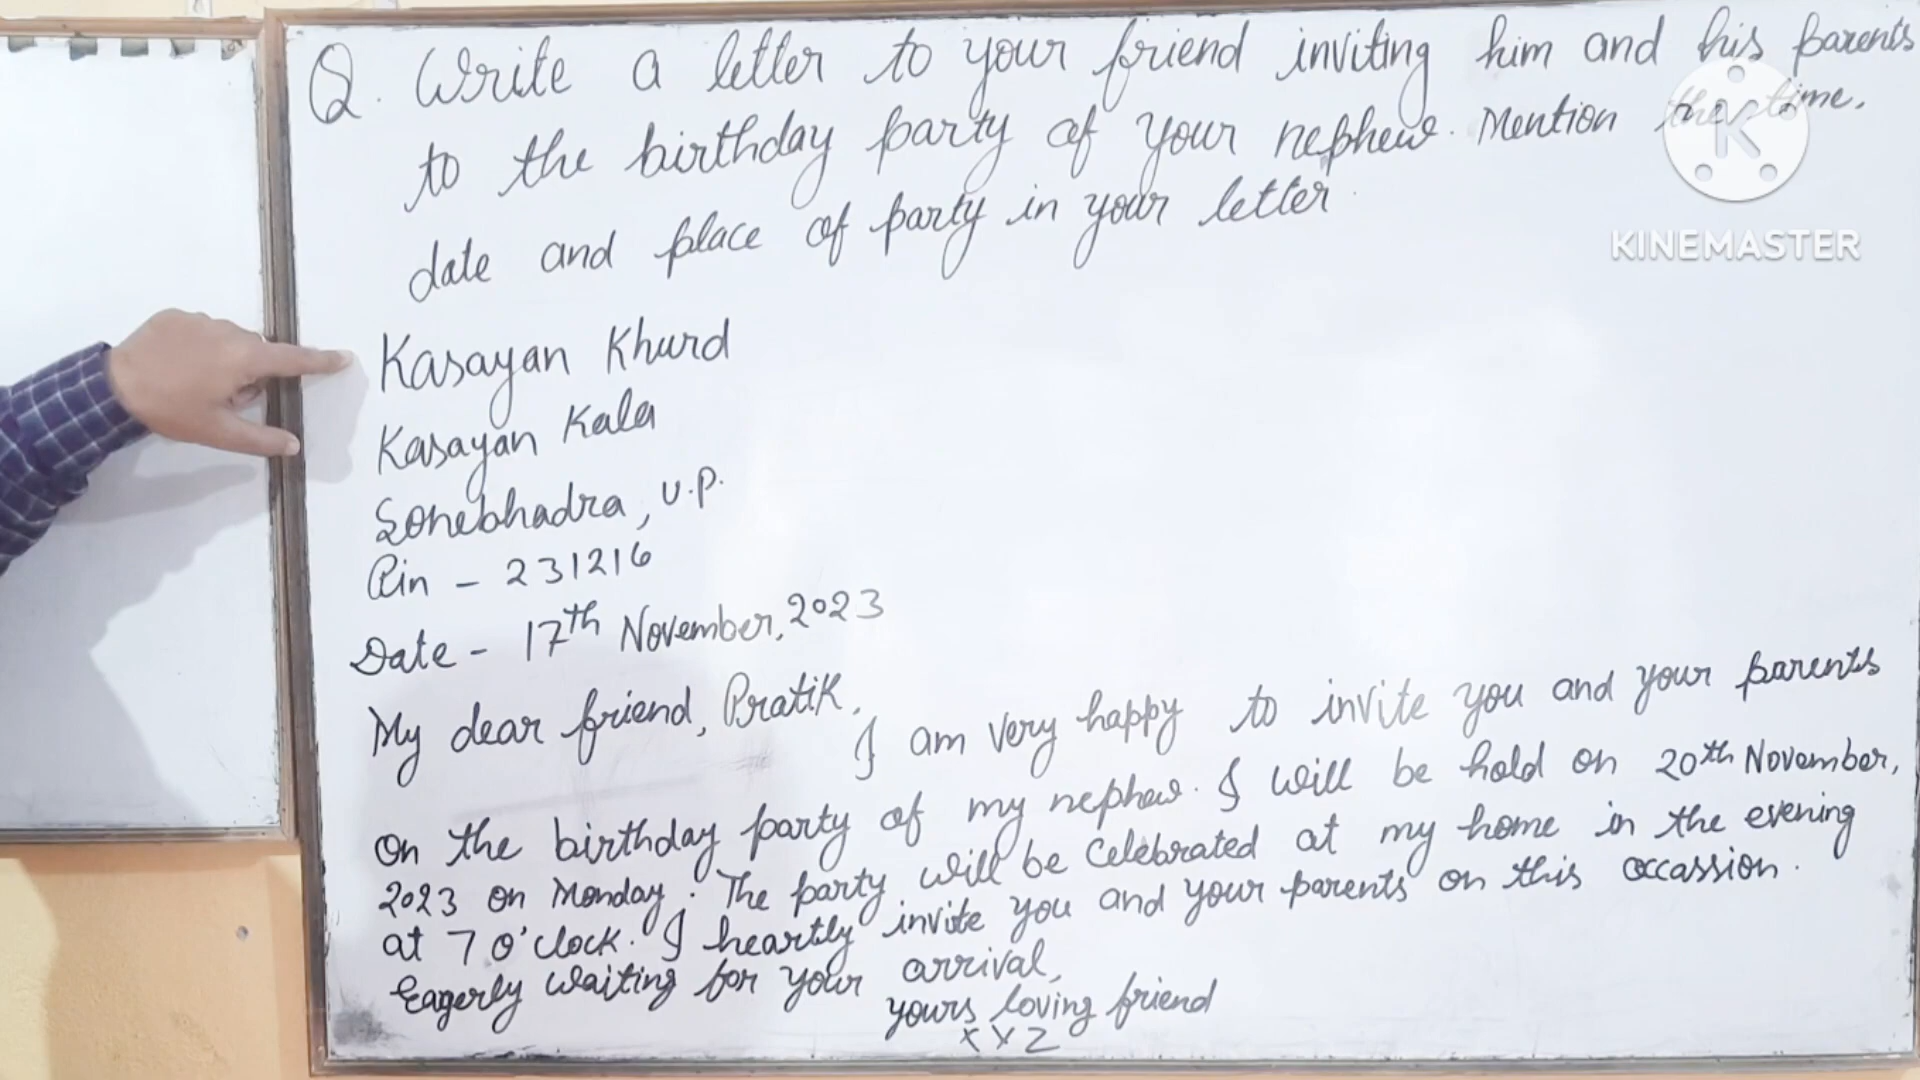 Q. Write a letter to your friend inviting him and his parents
to the birthday party of your nephew. Mention the time,
date and place of party in your letter.
K
KINEMASTER
Kasayan Khurd
Kasayan Kala
Sonebhadra, U.P.
Pin - 231216
Date - 17th November, 2023
My dear friend, Pratik,
I am very happy to invite you and your parents
on the birthday party of my nephew. I will be hold on 20th November,
2023 on Monday. The party will be celebrated at my home in the evening
at 7 o'clock. I heartly invite you and your parents on this occassion.
Eagerly waiting for your arrival,
yours loving friend
XYZ